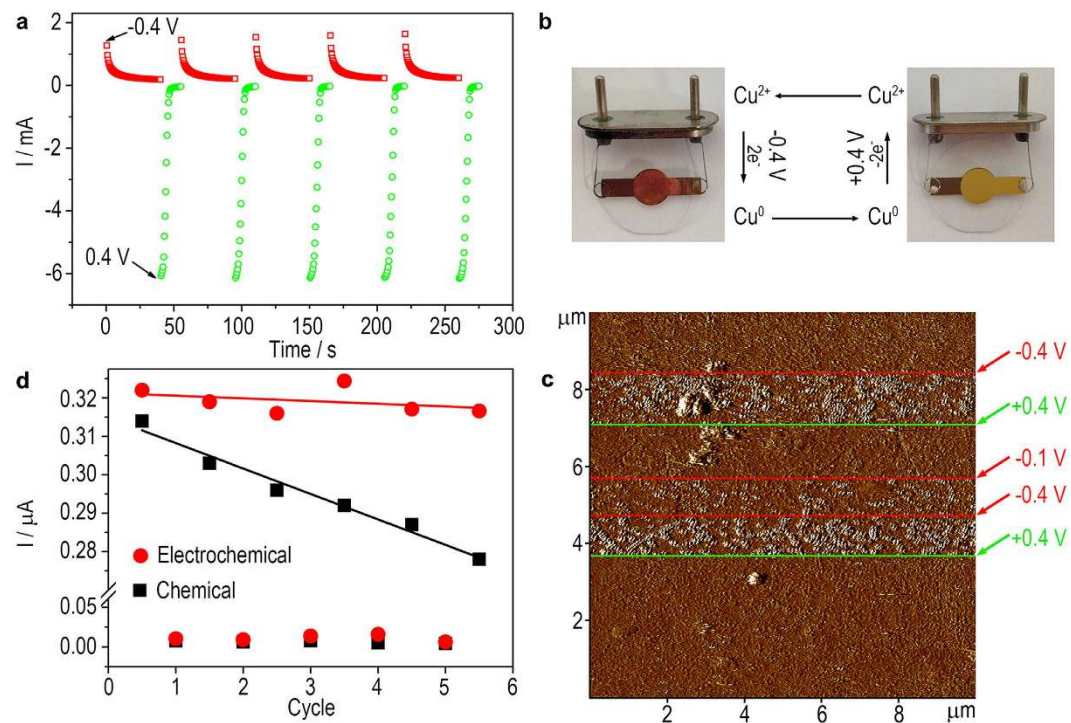 a
-0.4 V
0.4 V
2
0
-2
-4
-6
I / mA
0
50
100
150
200
250
300
Time / s
b
Cu2+
Cu2+
-0.4 V
2e-
+0.4 V
-2e-
Cu0
Cu0
d
0.32
0.31
0.30
0.29
0.28
0.05
0.00
I / μA
Electrochemical
Chemical
0
1
2
3
4
5
6
Cycle
μm
8
6
4
2
2
4
6
8
μm
c
-0.4 V
+0.4 V
-0.1 V
-0.4 V
+0.4 V